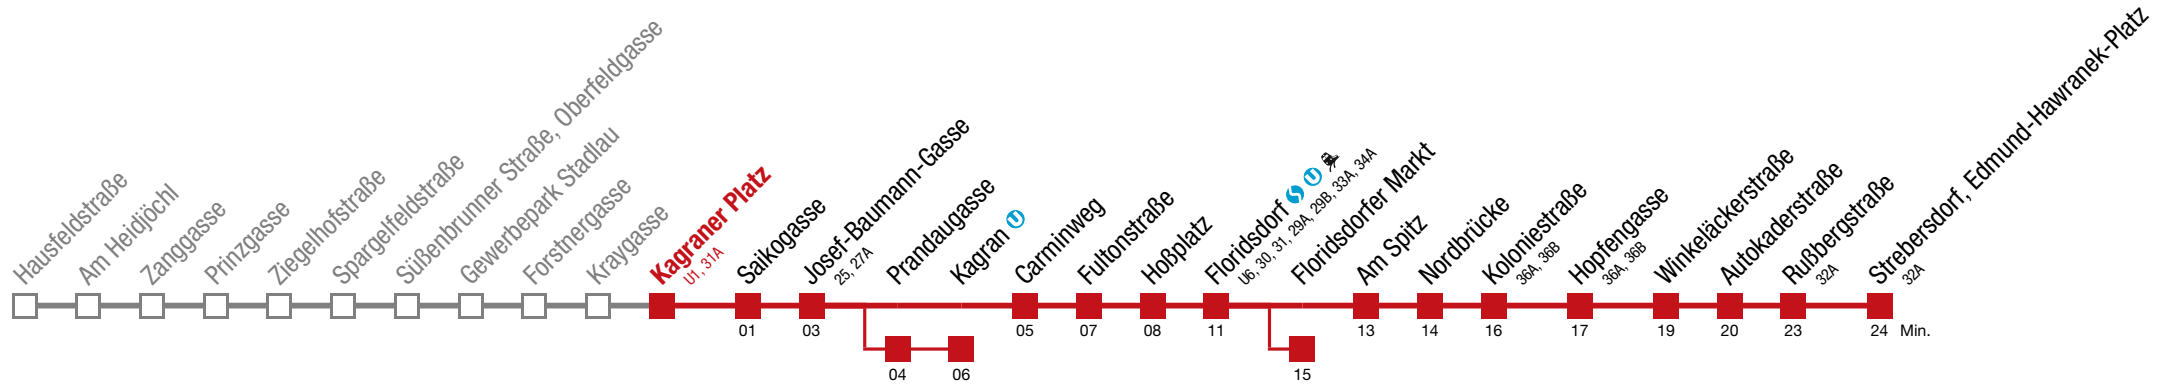 Hausfeldstraße
Am Heidjöchl
Zanggasse
Prinzgasse
Ziegelhofstraße
Spargelfeldstraße
Süßenbrunner Straße, Oberfeldgasse
Gewerbepark Stadlau
Forstnergasse
Kraygasse
Kagraner Platz
U1, 31A
Saikogasse
Josef-Baumann-Gasse
25, 27A
Prandaugasse
Kagran U
Carminweg
Fultonstraße
Hoßplatz
Floridsdorf S U
U6, 30, 31, 29A, 29B, 33A, 34A
Floridsdorfer Markt
Am Spitz
Nordbrücke
Koloniestraße
36A, 36B
Hopfengasse
36A, 36B
Winkeläckerstraße
Autokaderstraße
Rußbergstraße
32A
Strebersdorf, Edmund-Hawranek-Platz
32A
01 03 05 07 08 11 13 14 16 17 19 20 23 24 Min.
04 06 15